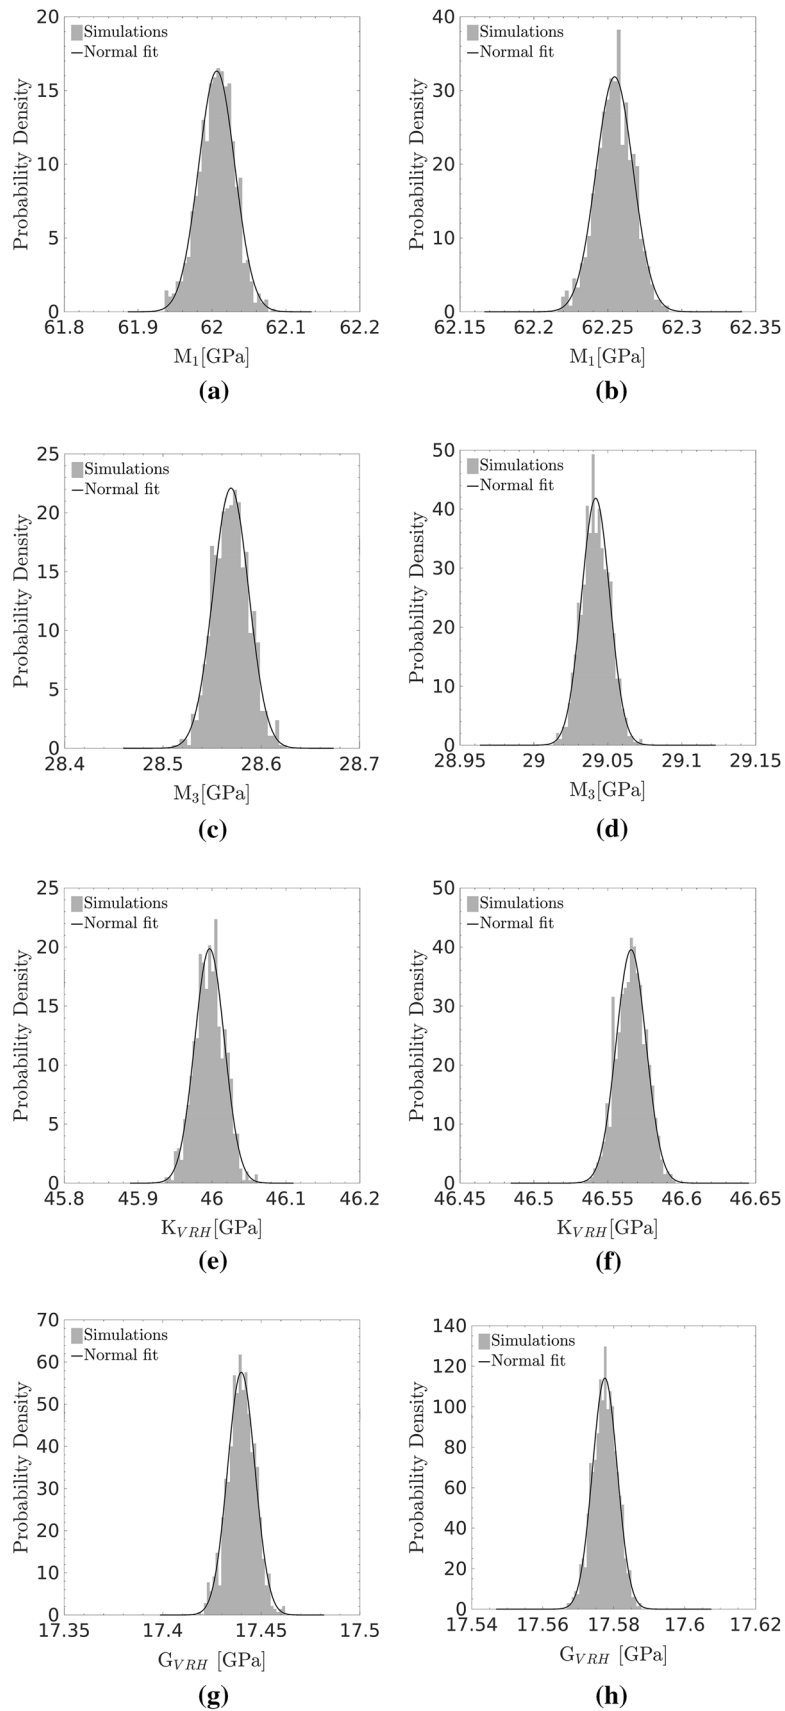 20
Simulations
Normal fit
15
10
5
0
Probability Density
61.8 61.9 62 62.1 62.2
M1[GPa]
(a)
40
Simulations
Normal fit
30
20
10
0
Probability Density
62.15 62.2 62.25 62.3 62.35
M1[GPa]
(b)
25
Simulations
Normal fit
20
15
10
5
0
Probability Density
28.4 28.5 28.6 28.7
M3[GPa]
(c)
50
Simulations
Normal fit
40
30
20
10
0
Probability Density
28.95 29 29.05 29.1 29.15
M3[GPa]
(d)
25
Simulations
Normal fit
20
15
10
5
0
Probability Density
45.8 45.9 46 46.1 46.2
KVRH[GPa]
(e)
50
Simulations
Normal fit
40
30
20
10
0
Probability Density
46.45 46.5 46.55 46.6 46.65
KVRH[GPa]
(f)
70
Simulations
Normal fit
60
50
40
30
20
10
0
Probability Density
17.35 17.4 17.45 17.5
GVRH [GPa]
(g)
140
Simulations
Normal fit
120
100
80
60
40
20
0
Probability Density
17.54 17.56 17.58 17.6 17.62
GVRH [GPa]
(h)